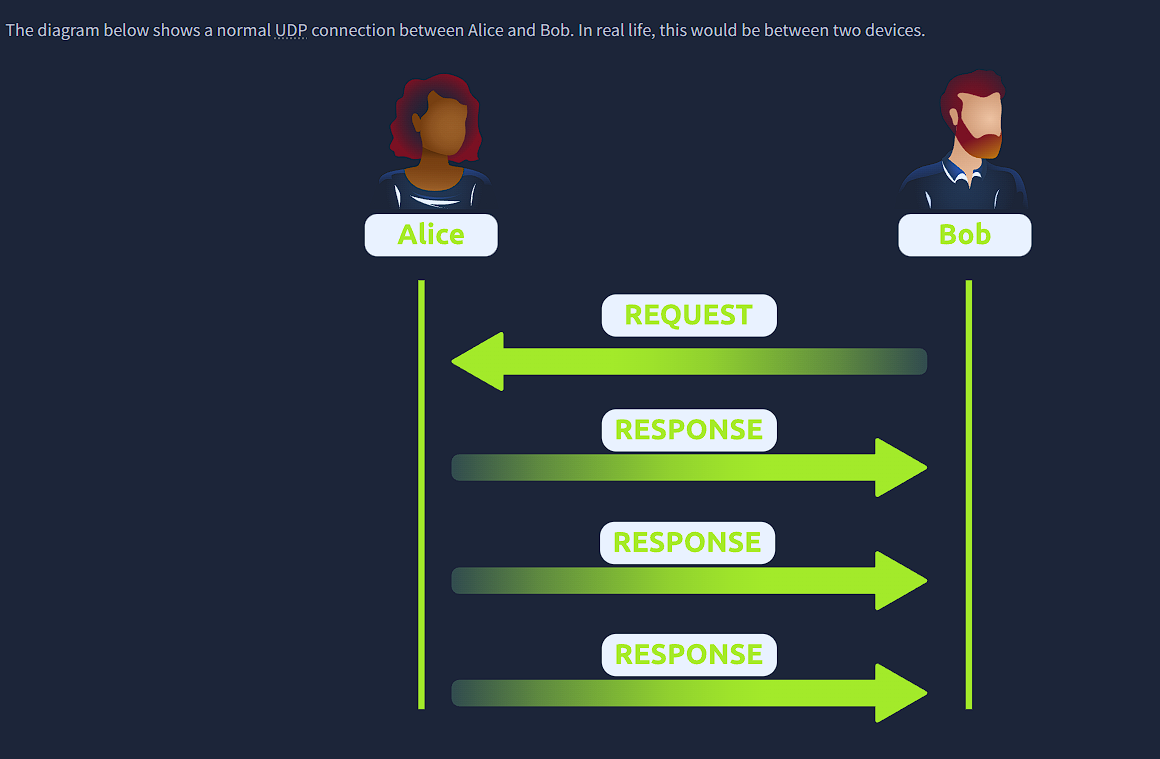 The diagram below shows a normal UDP connection between Alice and Bob. In real life, this would be between two devices.
Alice
Bob
REQUEST
RESPONSE
RESPONSE
RESPONSE